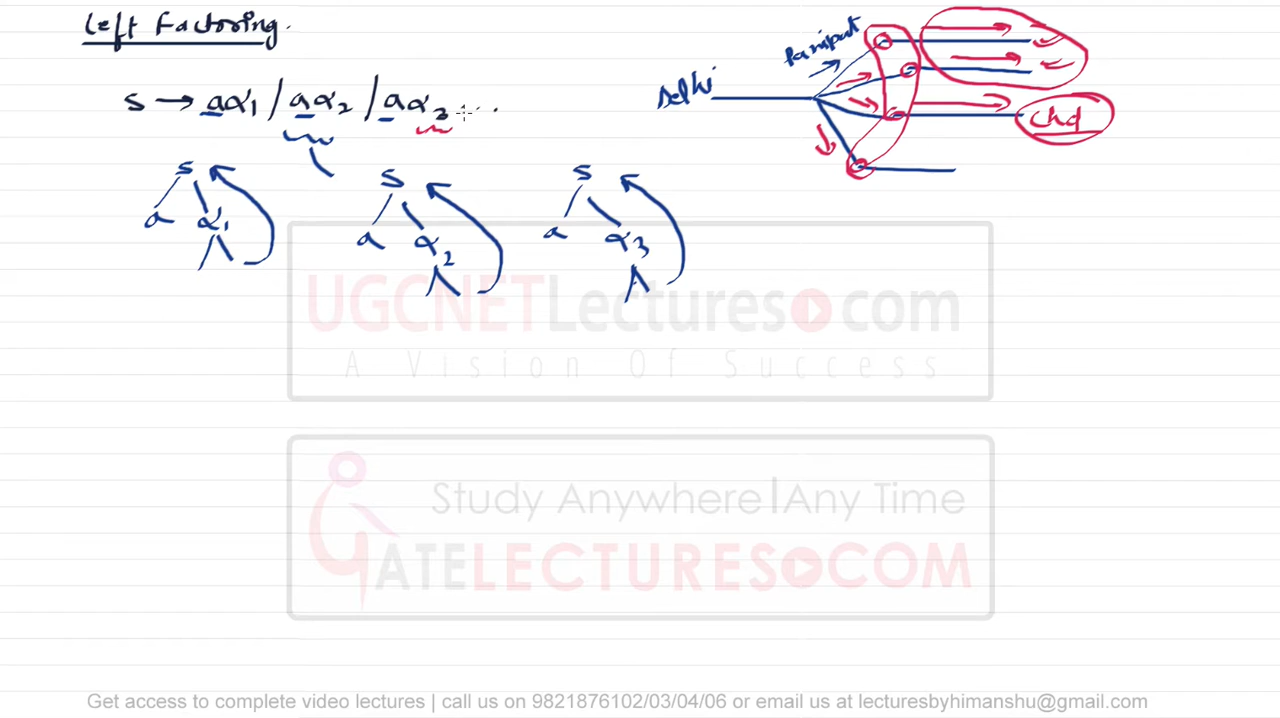 Left Factoring.
S → aα1 / aα2 / aα3 ...
Delhi
Panipat
Chd
S
a α1
S
a α2
S
a α3
UGCNETLectures.com
A Vision Of Success
Study Anywhere|Any Time
GATELECTURES.COM
Get access to complete video lectures | call us on 9821876102/03/04/06 or email us at lecturesbyhimanshu@gmail.com